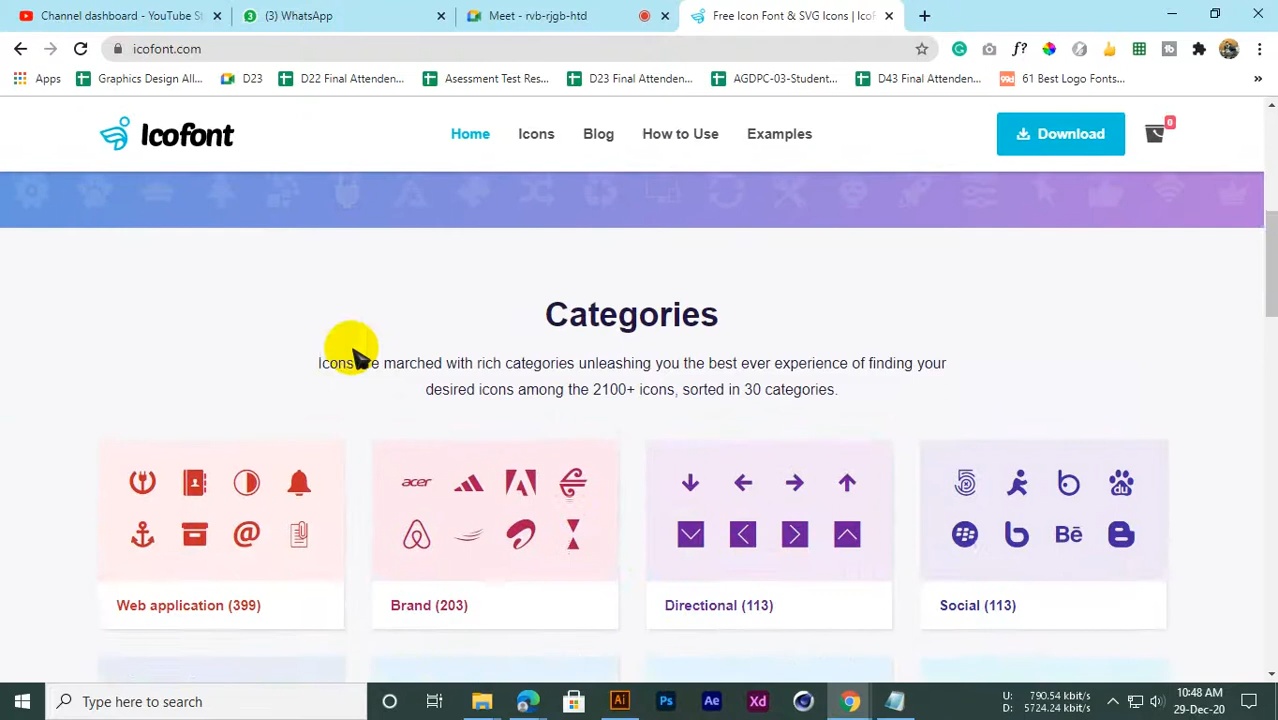 Channel dashboard - YouTube St
(3) WhatsApp
Meet - rvb-rjgb-htd
Free Icon Font & SVG Icons | Icof
icofont.com
Apps
Graphics Design All...
D23
D22 Final Attenden...
Asessment Test Res...
D23 Final Attenden...
AGDPC-03-Student...
D43 Final Attenden...
61 Best Logo Fonts...
Icofont
Home
Icons
Blog
How to Use
Examples
Download
0
Categories
Icons are marched with rich categories unleashing you the best ever experience of finding your
desired icons among the 2100+ icons, sorted in 30 categories.
acer
Bē
Web application (399)
Brand (203)
Directional (113)
Social (113)
Type here to search
Ai
Ps
Ae
Xd
U: 790.54 kbit/s
D: 5724.24 kbit/s
10:48 AM
29-Dec-20